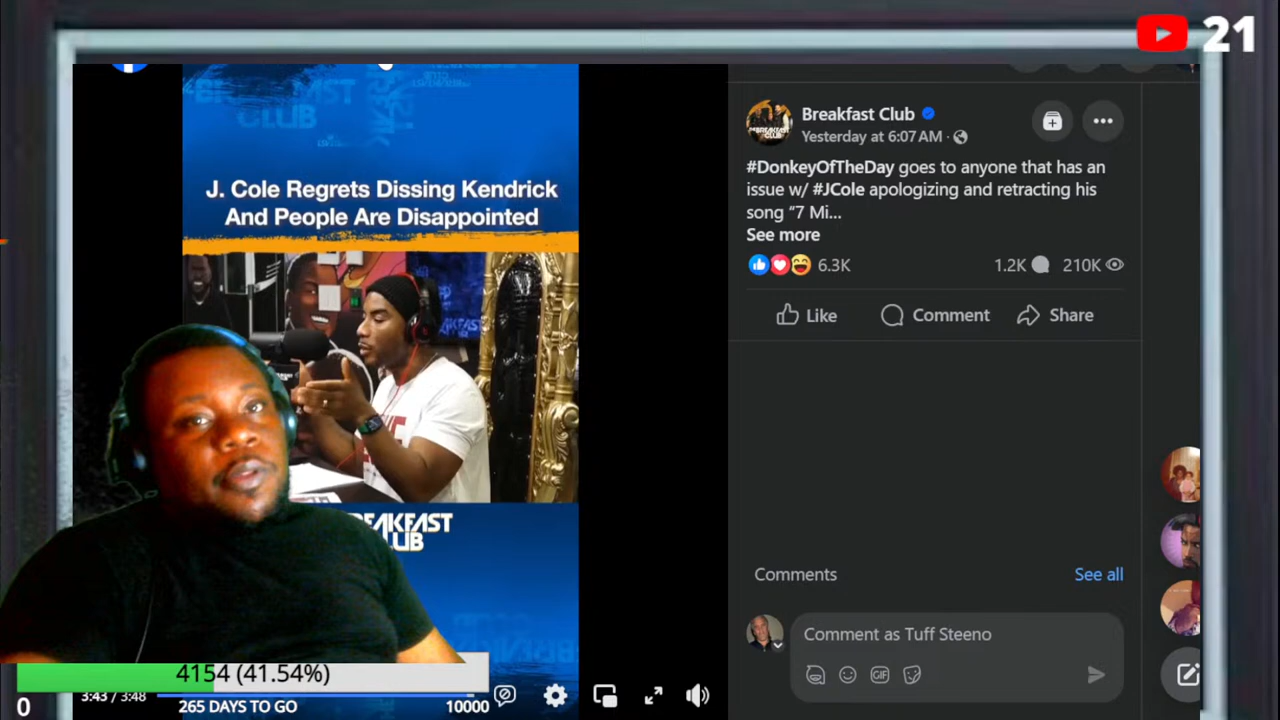 21
BREAKFAST
CLUB
J. Cole Regrets Dissing Kendrick
And People Are Disappointed
Breakfast Club
Yesterday at 6:07 AM ·
#DonkeyOfTheDay goes to anyone that has an
issue w/ #JCole apologizing and retracting his
song “7 Mi...
See more
6.3K
1.2K
210K
Like
Comment
Share
Comments
See all
Comment as Tuff Steeno
GIF
4154 (41.54%)
3:43 / 3:48
0
265 DAYS TO GO
10000